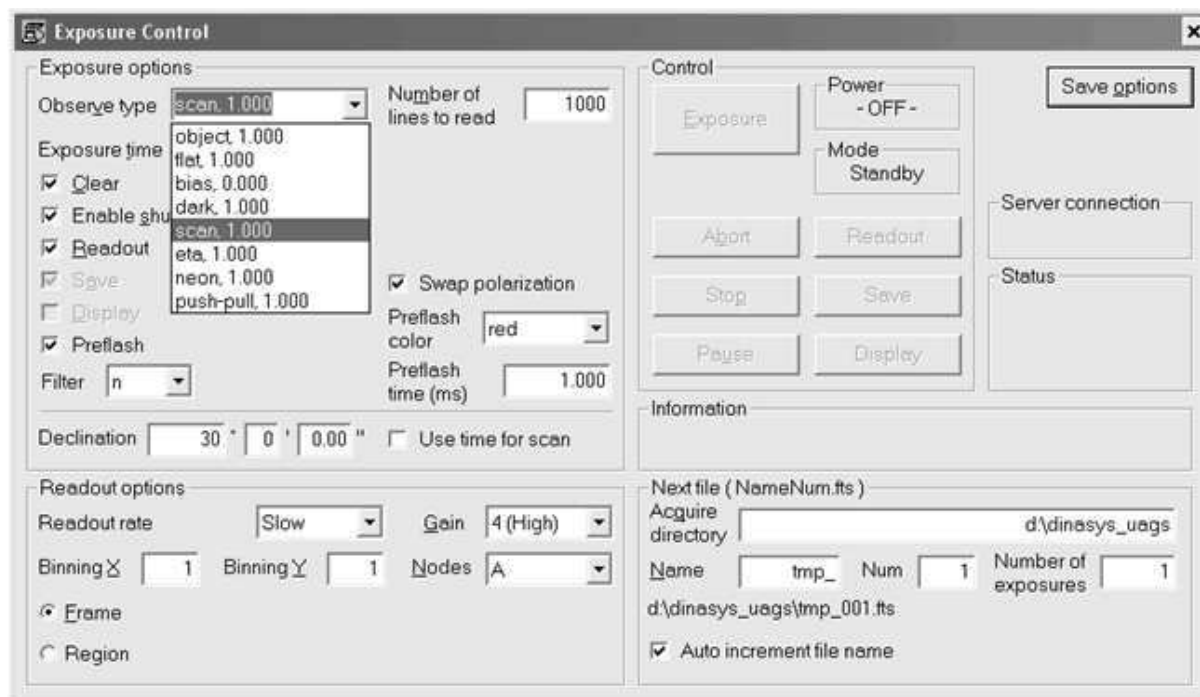 Exposure Control
Exposure options
Observe type scan, 1.000
Number of
lines to read 1000
object, 1.000
flat, 1.000
bias, 0.000
dark, 1.000
scan, 1.000
eta, 1.000
neon, 1.000
push-pull, 1.000
Exposure time
Clear
Enable shu
Readout
Save
Display
Preflash
Filter n
Swap polarization
Preflash
color red
Preflash
time (ms) 1.000
Declination 30 ° 0 ' 0.00 " Use time for scan
Control
Exposure
Power
- OFF -
Mode
Standby
Abort Readout
Stop Save
Pause Display
Save options
Server connection
Status
Information
Readout options
Readout rate Slow Gain 4 (High)
Binning X 1 Binning Y 1 Nodes A
Frame
Region
Next file ( NameNum.fts )
Acquire
directory d:\dinasys_uags
Name tmp_ Num 1 Number of
exposures 1
d:\dinasys_uags\tmp_001.fts
Auto increment file name